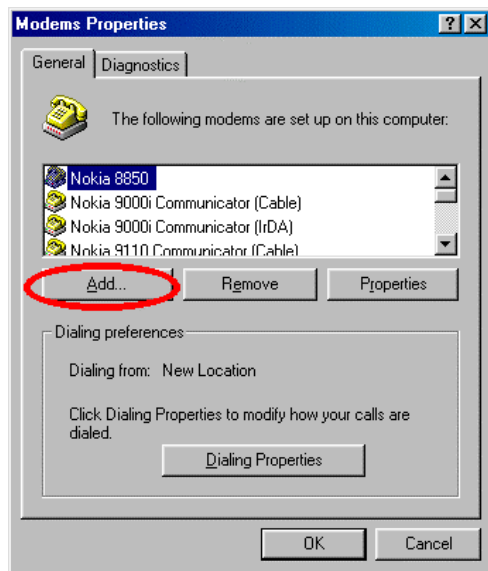 Modems Properties
General Diagnostics
The following modems are set up on this computer:
Nokia 8850
Nokia 9000i Communicator (Cable)
Nokia 9000i Communicator (IrDA)
Nokia 9110 Communicator (Cable)
Add... Remove Properties
Dialing preferences
Dialing from: New Location
Click Dialing Properties to modify how your calls are
dialed.
Dialing Properties
OK Cancel